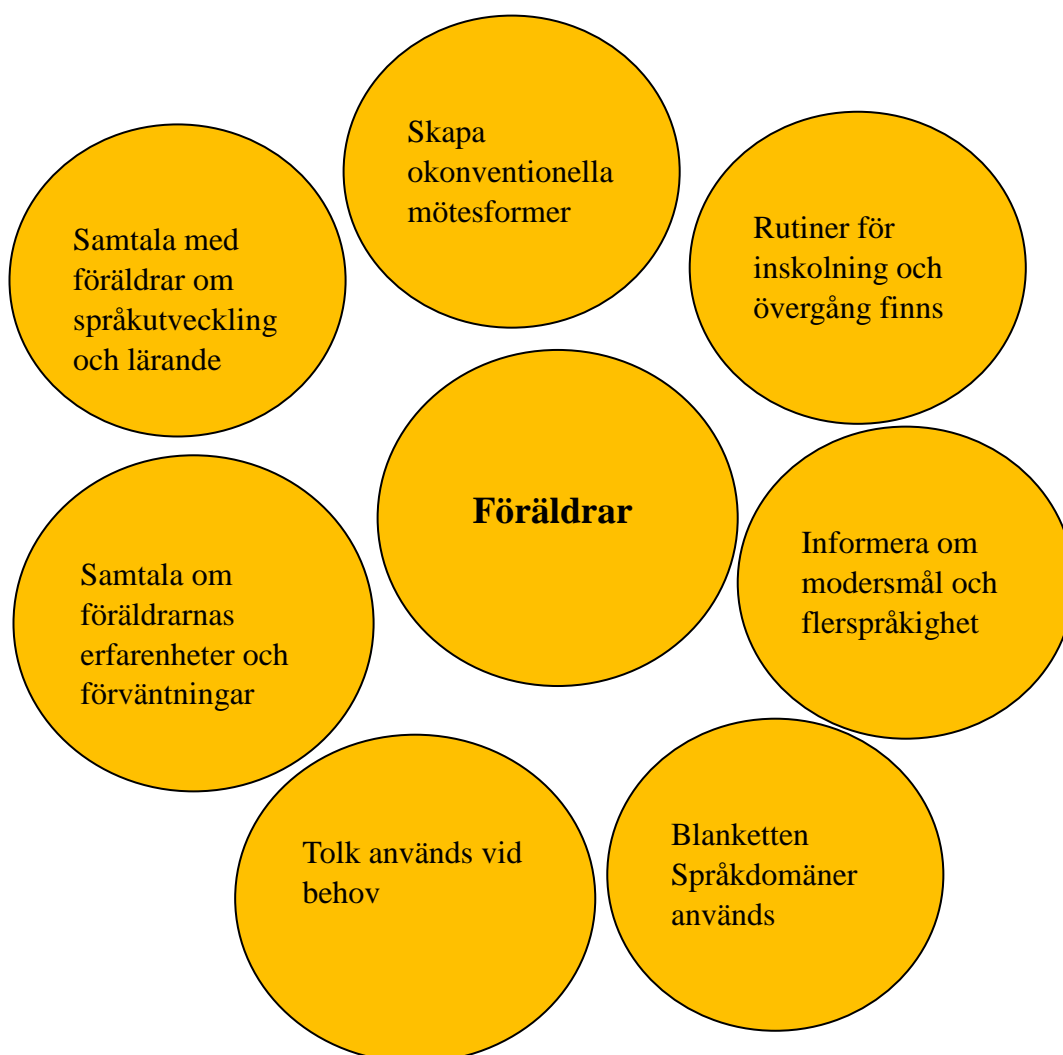 Skapa
okonventionella
mötesformer
Samtala med
föräldrar om
språkutveckling
och lärande
Rutiner för
inskolning och
övergång finns
Föräldrar
Samtala om
föräldrarnas
erfarenheter och
förväntningar
Informera om
modersmål och
flerspråkighet
Tolk används vid
behov
Blanketten
Språkdomäner
används